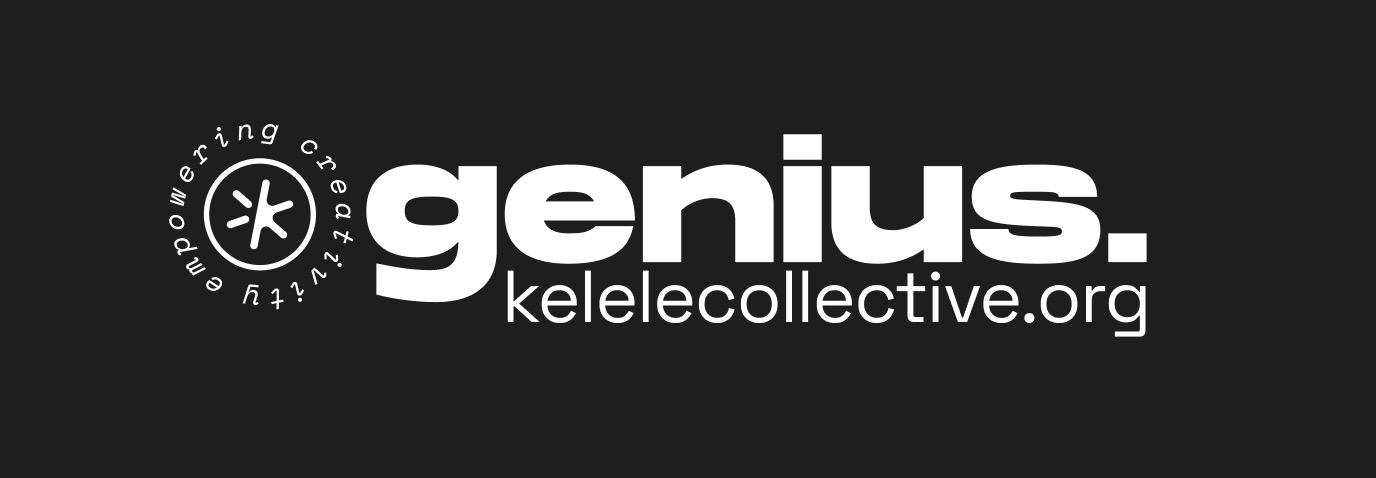 empowering creativity
k
genius.
kelelecollective.org